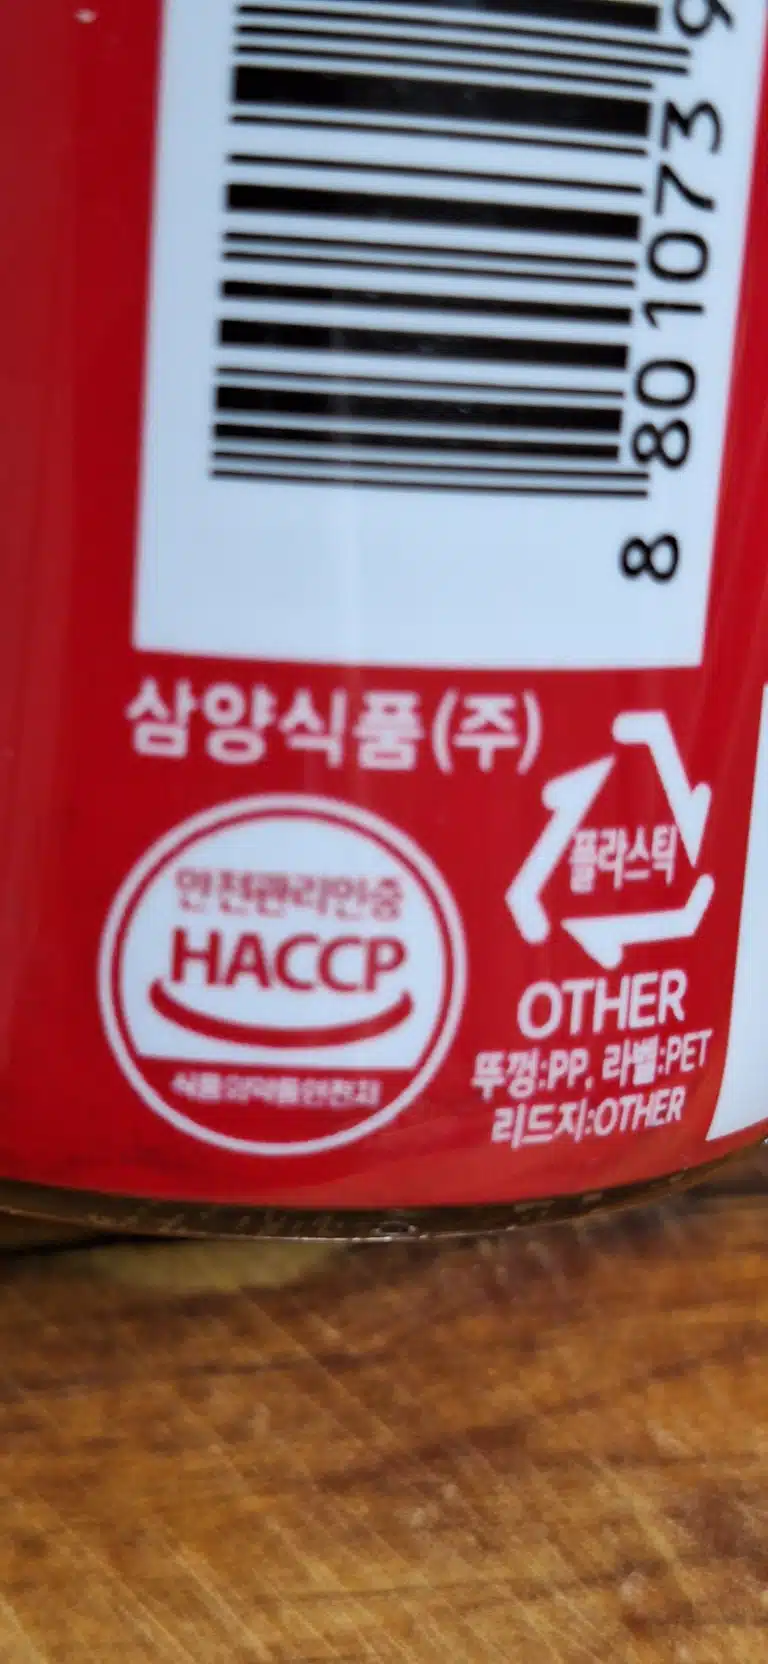 8 801073 9
삼양식품(주)
안전관리인증
HACCP
식품의약품안전처
플라스틱
OTHER
뚜껑:PP, 라벨:PET
리드지:OTHER